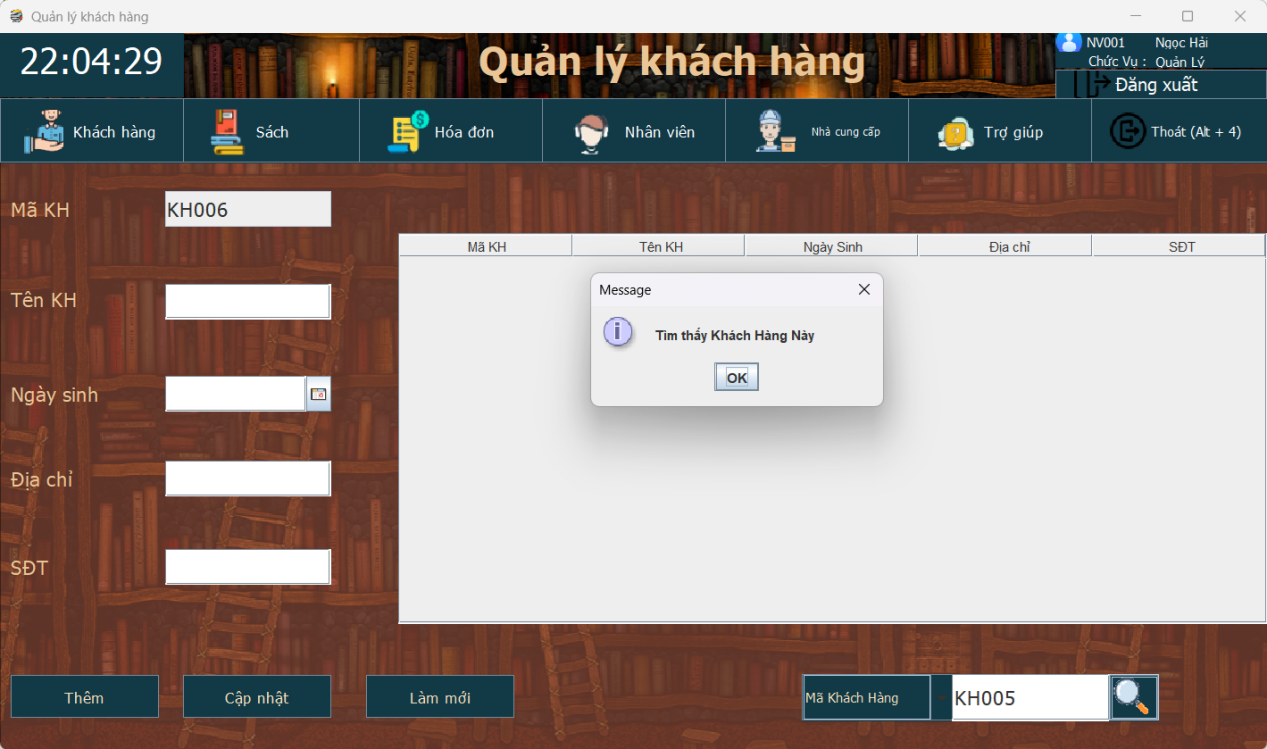 Quản lý khách hàng
22:04:29
Quản lý khách hàng
NV001 Ngọc Hải
Chức Vụ : Quản Lý
Đăng xuất
Khách hàng
Sách
Hóa đơn
Nhân viên
Nhà cung cấp
Trợ giúp
Thoát (Alt + 4)
Mã KH KH006
Tên KH
Ngày sinh
Địa chỉ
SĐT
Mã KH Tên KH Ngày Sinh Địa chỉ SĐT
Message
Tìm thấy Khách Hàng Này
OK
Thêm
Cập nhật
Làm mới
Mã Khách Hàng
KH005